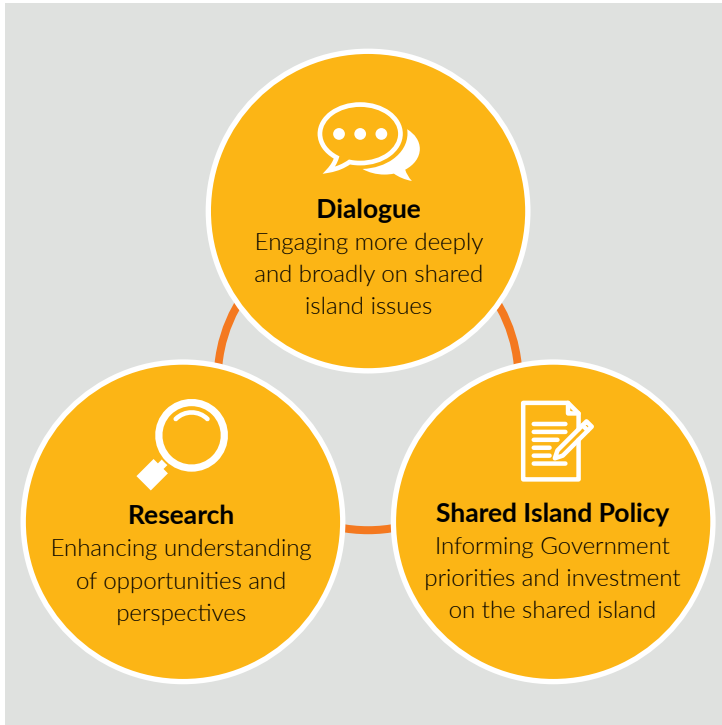 Dialogue
Engaging more deeply
and broadly on shared
island issues
Research
Enhancing understanding
of opportunities and
perspectives
Shared Island Policy
Informing Government
priorities and investment
on the shared island